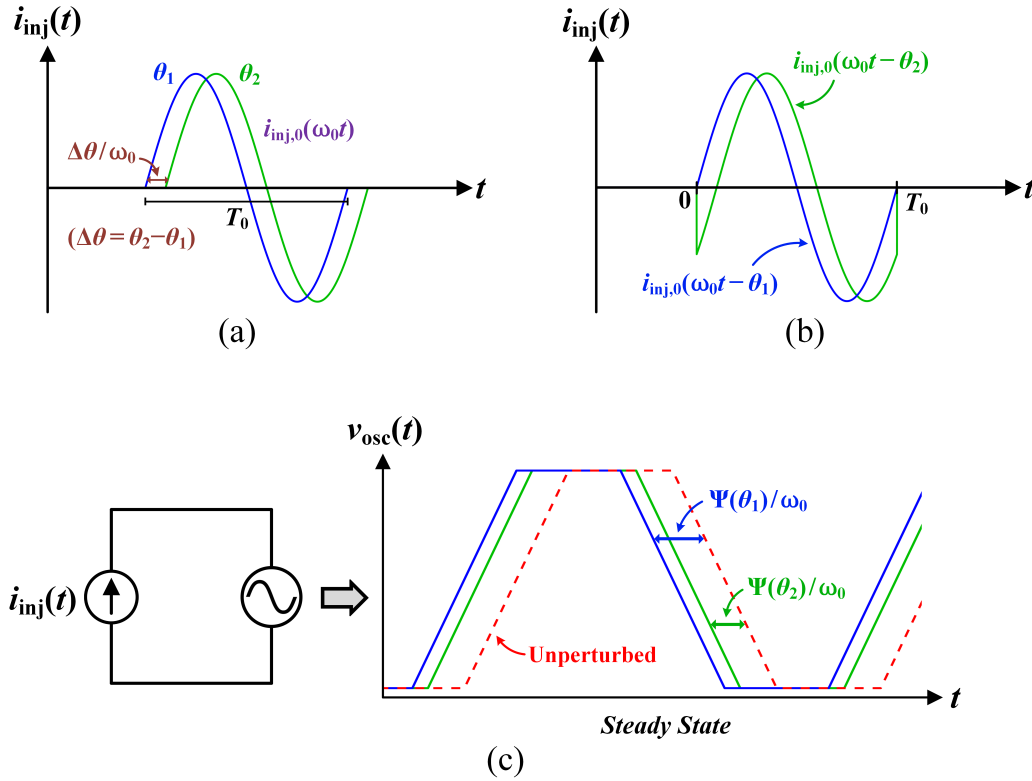 i_inj(t)
θ₁
θ₂
i_inj,0(ω₀t)
Δθ/ω₀
t
T₀
(Δθ = θ₂−θ₁)
(a)
i_inj(t)
i_inj,0(ω₀t − θ₂)
t
0
T₀
i_inj,0(ω₀t − θ₁)
(b)
v_osc(t)
Ψ(θ₁)/ω₀
i_inj(t)
Ψ(θ₂)/ω₀
Unperturbed
t
Steady State
(c)